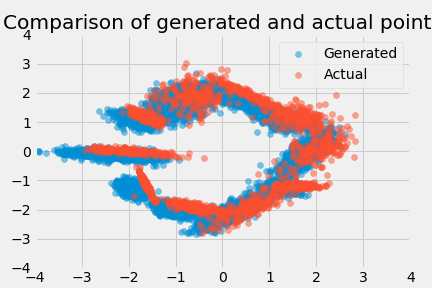 Comparison of generated and actual point
Generated
Actual
4
3
2
1
0
−1
−2
−3
−4
−4 −3 −2 −1 0 1 2 3 4